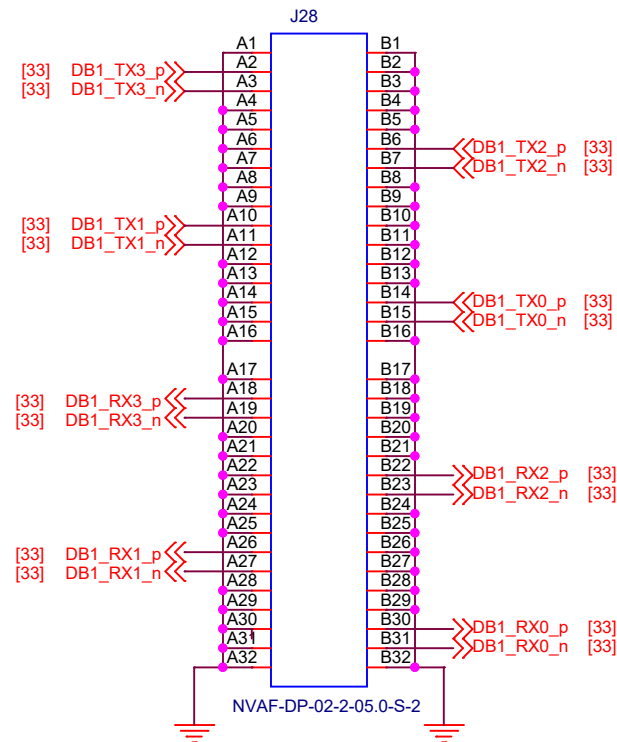 J28
A1 B1
A2 B2
[33] DB1_TX3_p
A3 B3
[33] DB1_TX3_n
A4 B4
A5 B5
A6 B6 DB1_TX2_p [33]
A7 B7 DB1_TX2_n [33]
A8 B8
A9 B9
[33] DB1_TX1_p A10 B10
[33] DB1_TX1_n A11 B11
A12 B12
A13 B13
A14 B14 DB1_TX0_p [33]
A15 B15 DB1_TX0_n [33]
A16 B16
A17 B17
[33] DB1_RX3_p A18 B18
[33] DB1_RX3_n A19 B19
A20 B20
A21 B21
A22 B22 DB1_RX2_p [33]
A23 B23 DB1_RX2_n [33]
A24 B24
A25 B25
[33] DB1_RX1_p A26 B26
[33] DB1_RX1_n A27 B27
A28 B28
A29 B29
A30 B30 DB1_RX0_p [33]
A31 B31 DB1_RX0_n [33]
A32 B32
NVAF-DP-02-2-05.0-S-2